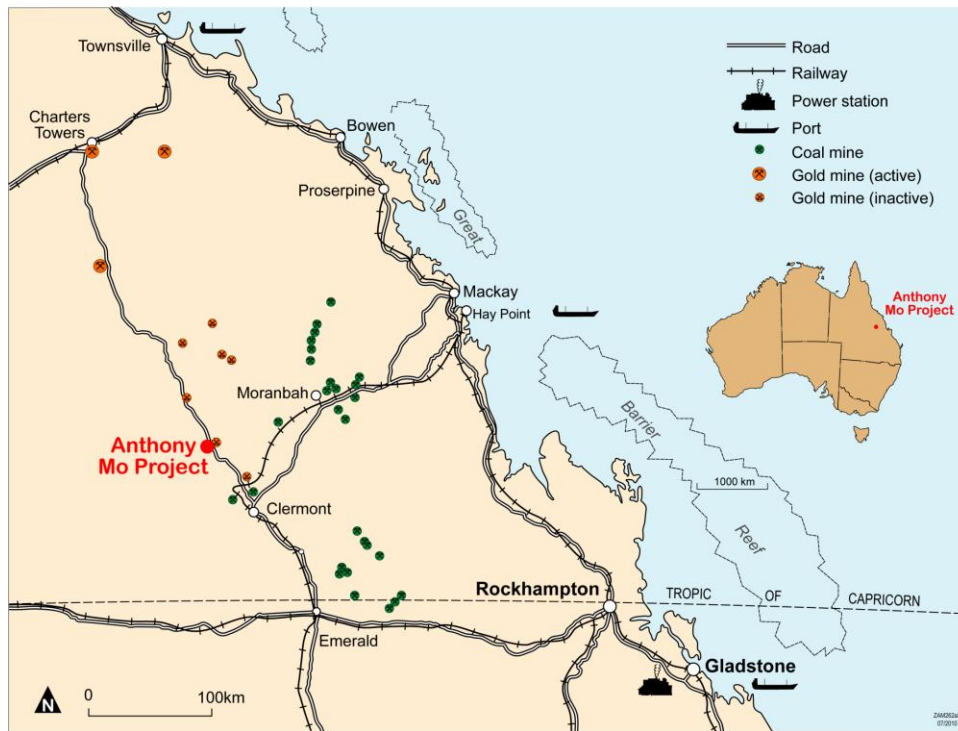 Townsville
Charters
Towers
Bowen
Proserpine
Great
Mackay
Hay Point
Moranbah
Anthony
Mo Project
Clermont
Barrier
1000 km
Reef
Rockhampton
TROPIC OF CAPRICORN
Emerald
Gladstone
N
0 100km
Road
Railway
Power station
Port
Coal mine
Gold mine (active)
Gold mine (inactive)
Anthony
Mo Project
07/2010